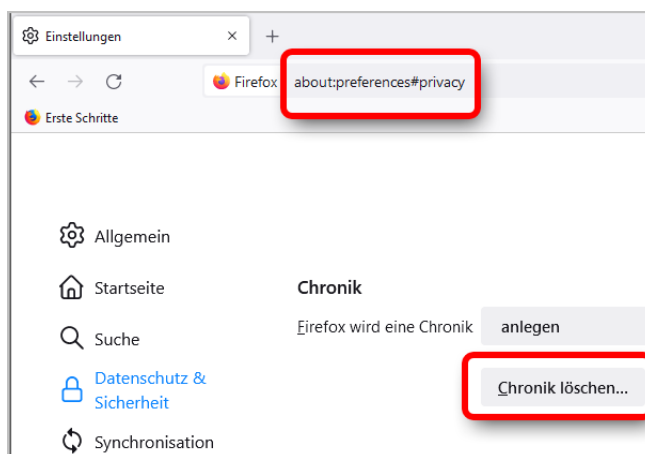 Einstellungen
Firefox about:preferences#privacy
Erste Schritte
Allgemein
Startseite
Suche
Datenschutz &
Sicherheit
Synchronisation
Chronik
Firefox wird eine Chronik anlegen
Chronik löschen...